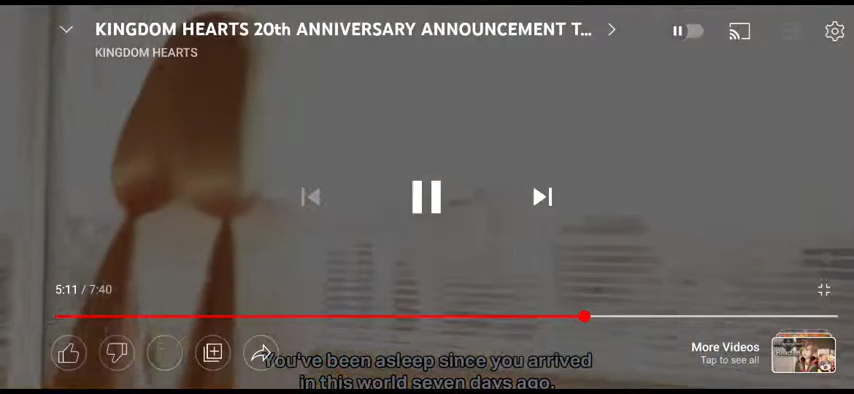 KINGDOM HEARTS 20th ANNIVERSARY ANNOUNCEMENT T...
KINGDOM HEARTS
5:11 / 7:40
More Videos
Tap to see all
You've been asleep since you arrived
in this world seven days ago.